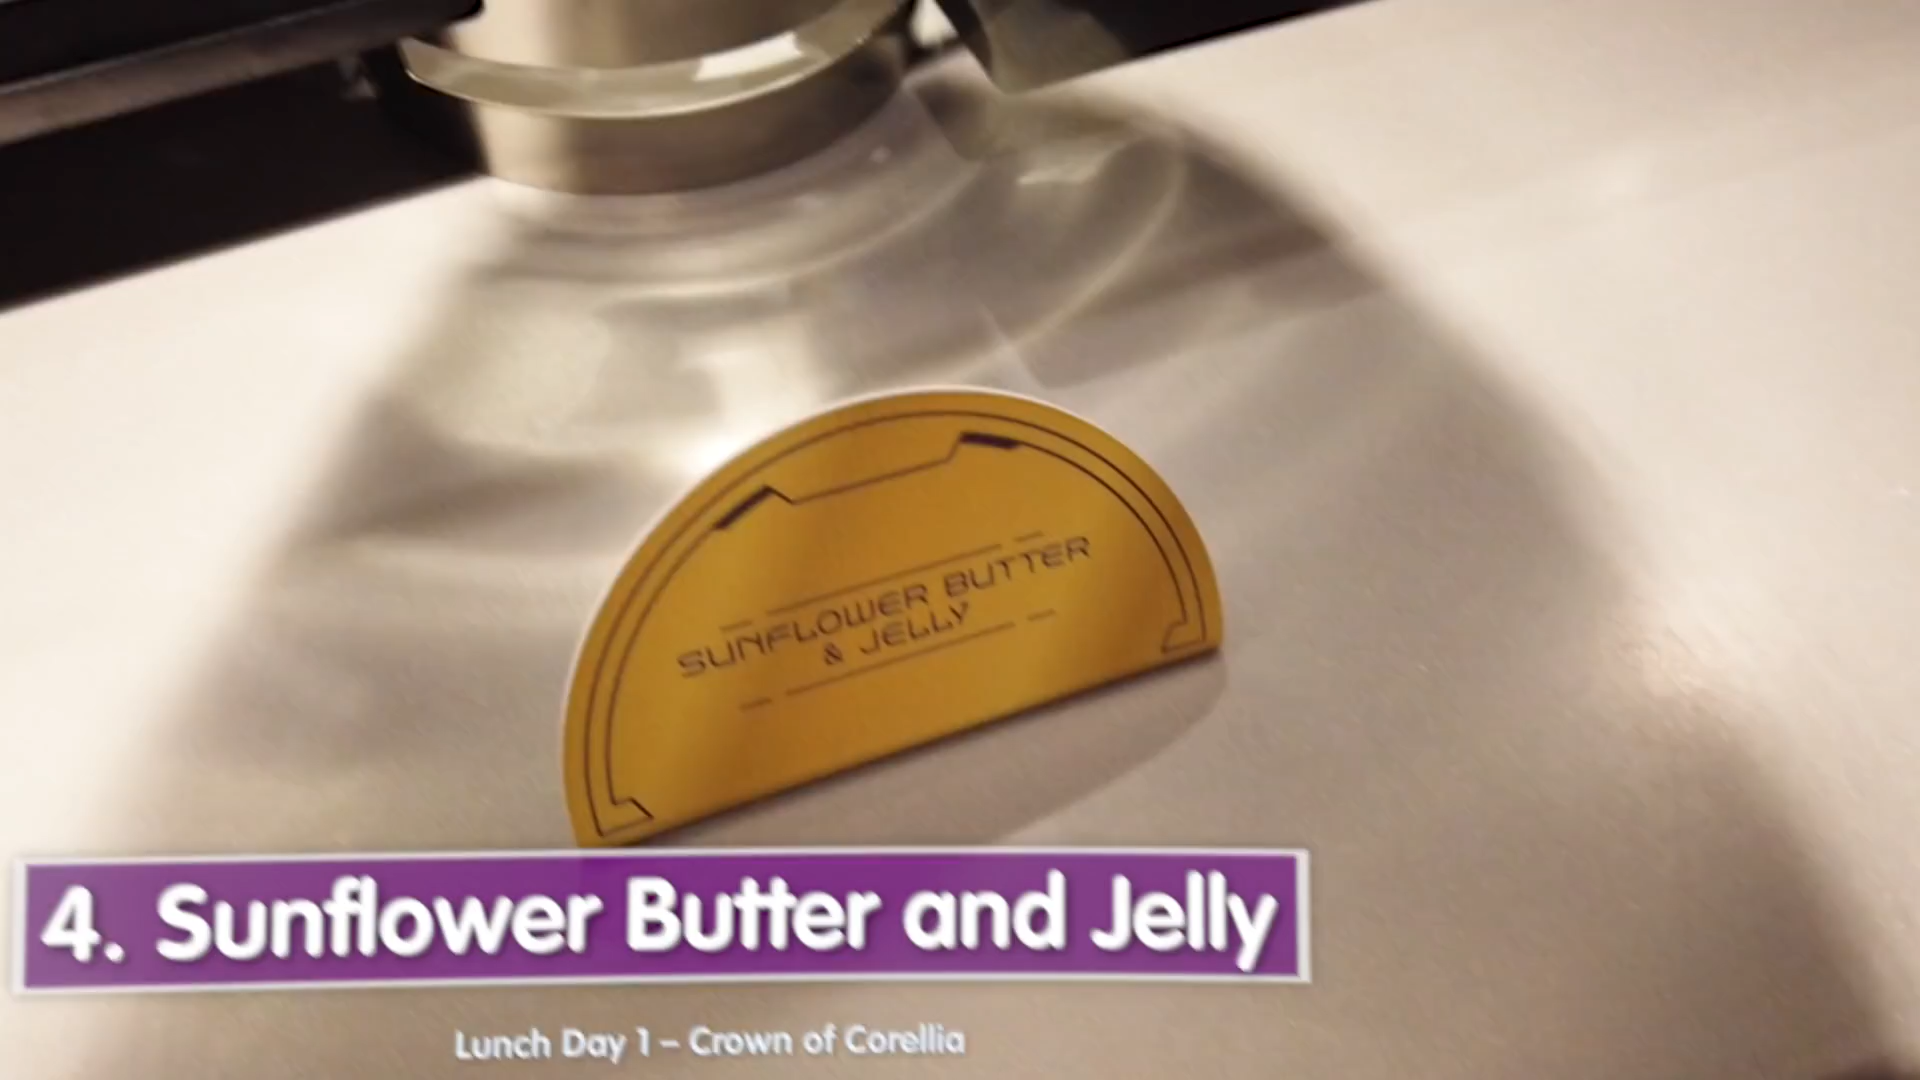 SUNFLOWER BUTTER
& JELLY
4. Sunflower Butter and Jelly
Lunch Day 1 – Crown of Corellia